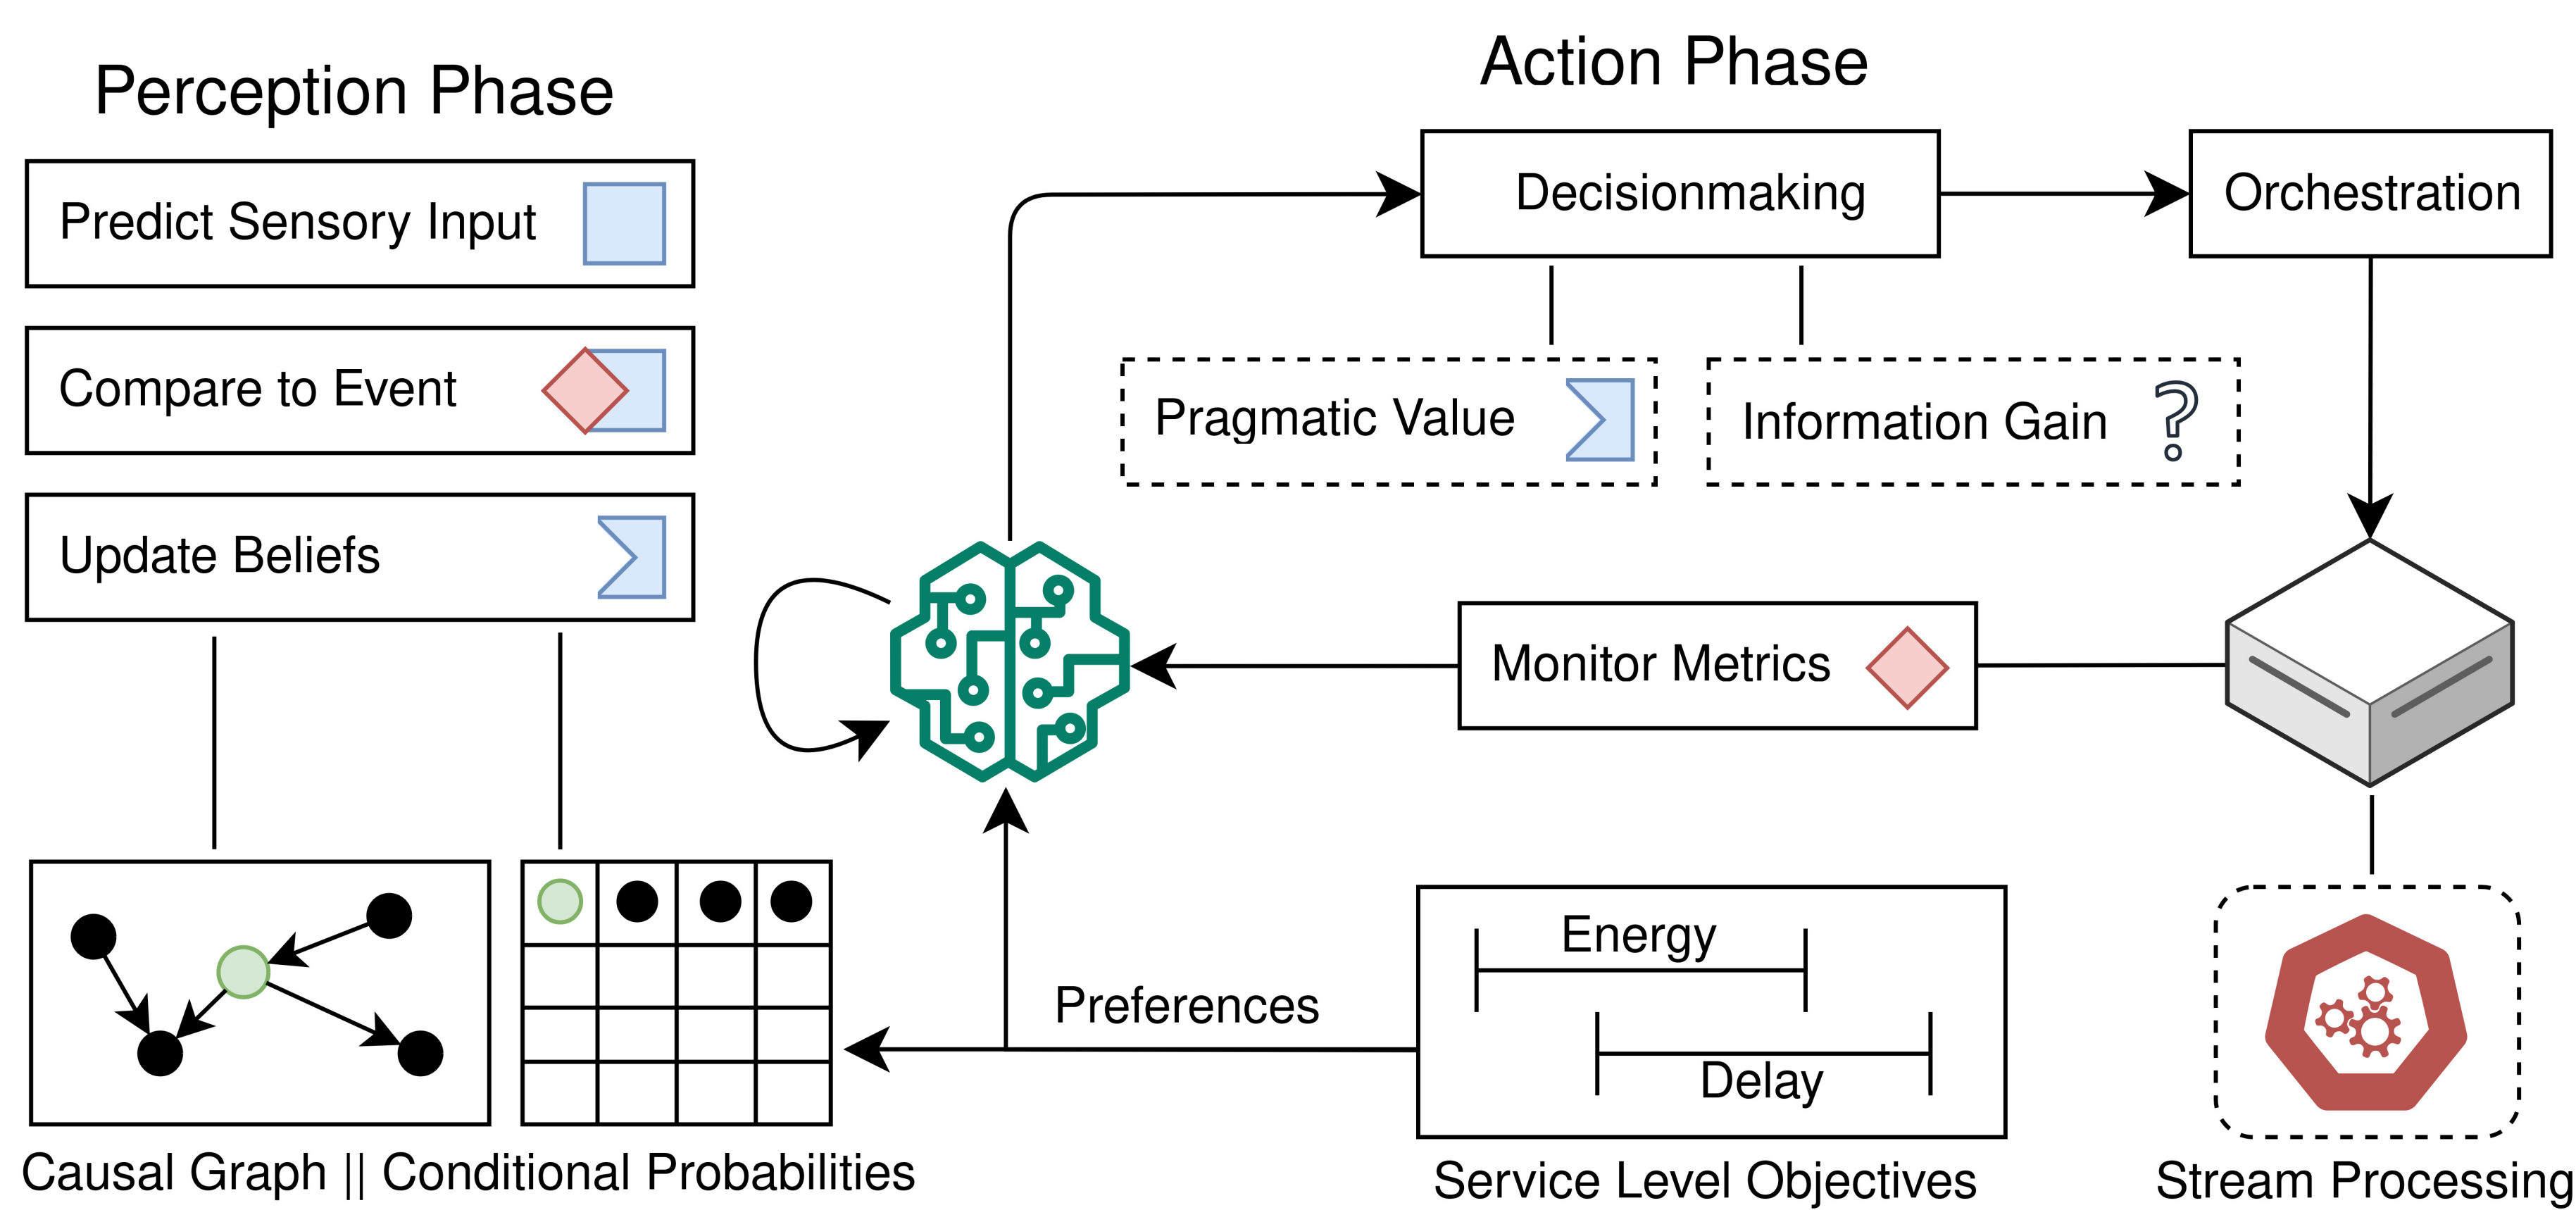 Perception Phase
Predict Sensory Input
Compare to Event
Update Beliefs
Causal Graph || Conditional Probabilities
Action Phase
Decisionmaking
Orchestration
Pragmatic Value
Information Gain ?
Monitor Metrics
Preferences
Energy
Delay
Service Level Objectives
Stream Processing